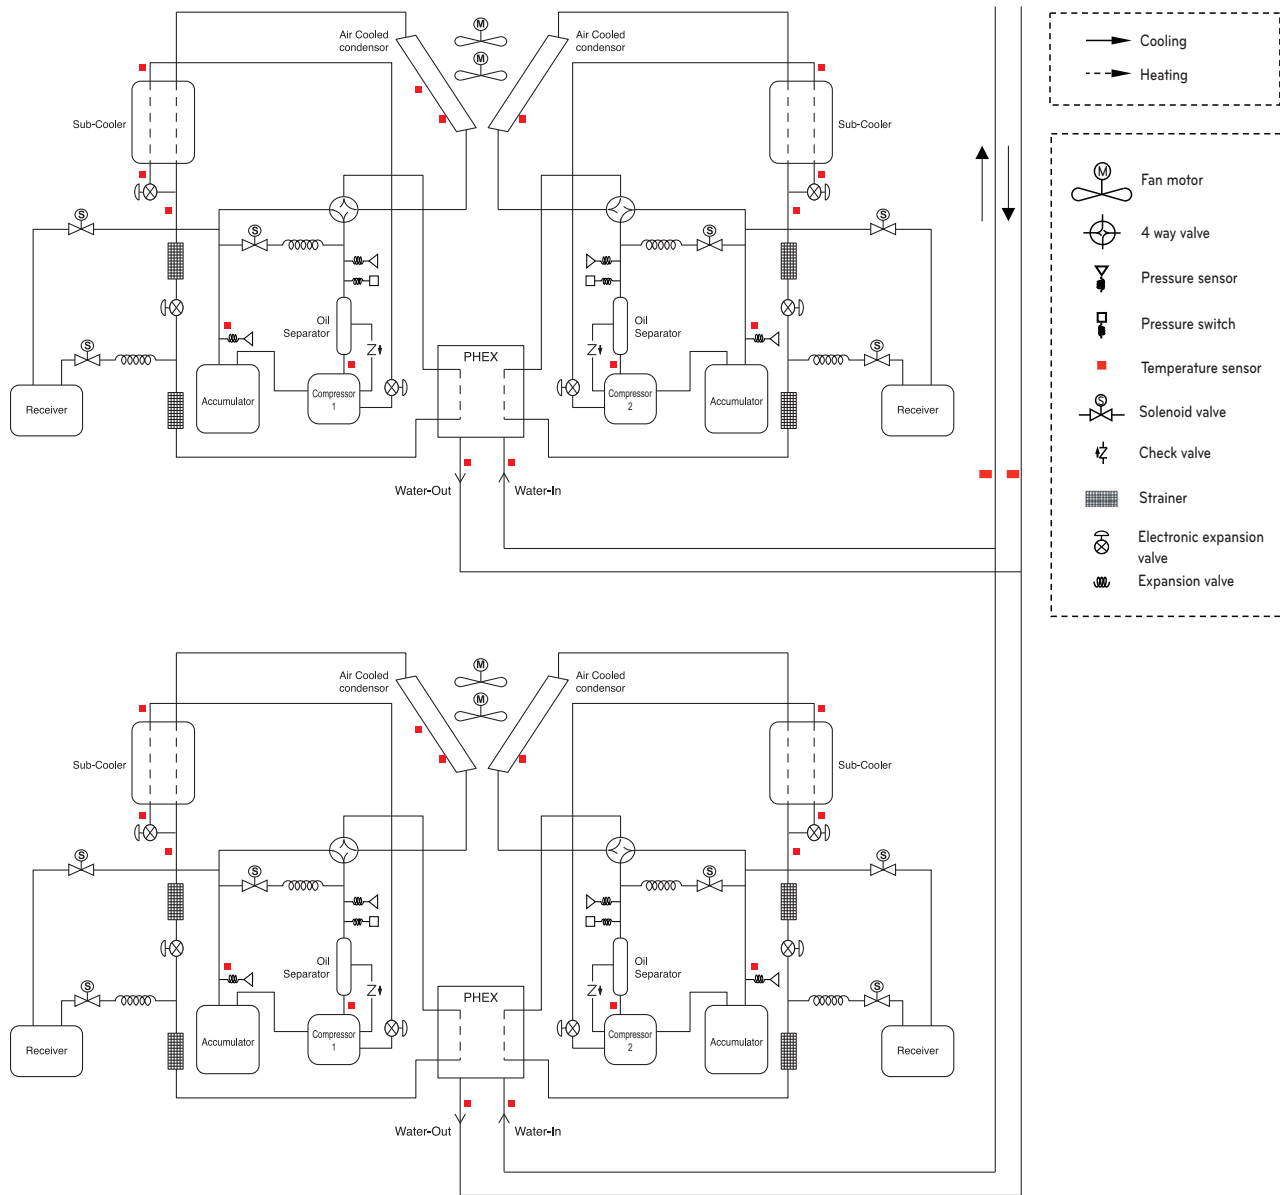 M
Air Cooled
condensor
M
Air Cooled
condensor
Sub-Cooler
Sub-Cooler
S
S
S
S
Oil
Separator
Z
Oil
Separator
Z
PHEX
S
S
Receiver
Accumulator
Compressor
1
Compressor
2
Accumulator
Receiver
Water-Out
Water-In
Cooling
Heating
M
Fan motor
4 way valve
Pressure sensor
Pressure switch
Temperature sensor
S
Solenoid valve
Check valve
Strainer
Electronic expansion
valve
Expansion valve
M
Air Cooled
condensor
M
Air Cooled
condensor
Sub-Cooler
Sub-Cooler
S
S
S
S
Oil
Separator
Z
Oil
Separator
Z
PHEX
S
S
Receiver
Accumulator
Compressor
1
Compressor
2
Accumulator
Receiver
Water-Out
Water-In